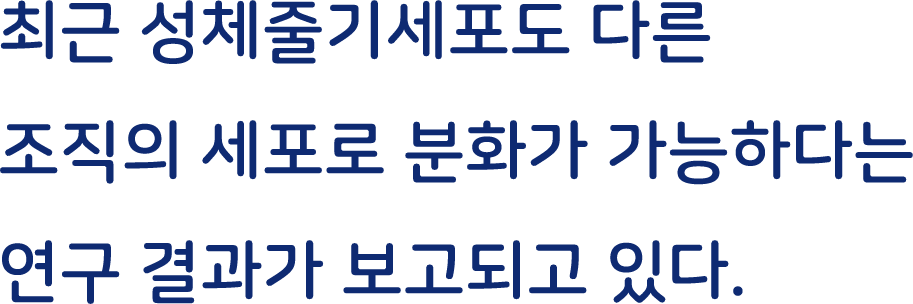 최근 성체줄기세포도 다른
조직의 세포로 분화가 가능하다는
연구 결과가 보고되고 있다.